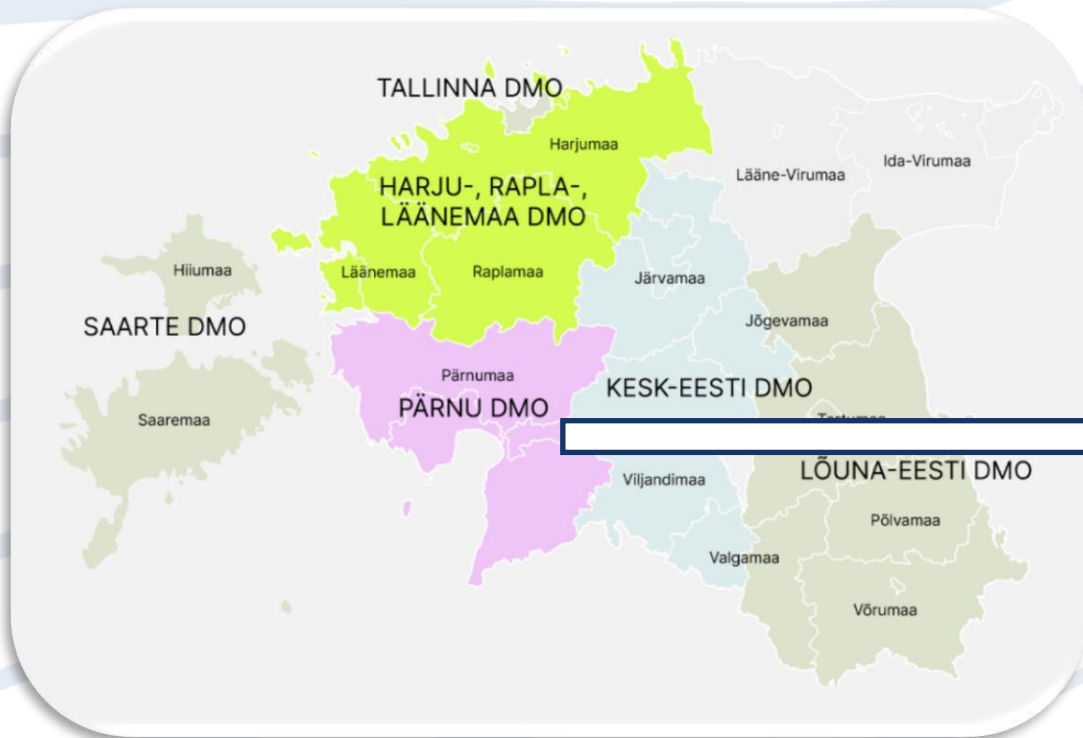 TALLINNA DMO
Harjumaa
Lääne-Virumaa
Ida-Virumaa
HARJU-, RAPLA-,
LÄÄNEMAA DMO
Hiiumaa
Läänemaa
Raplamaa
Järvamaa
SAARTE DMO
Jõgevamaa
Pärnumaa
KESK-EESTI DMO
PÄRNU DMO
Saaremaa
LÕUNA-EESTI DMO
Viljandimaa
Põlvamaa
Valgamaa
Võrumaa